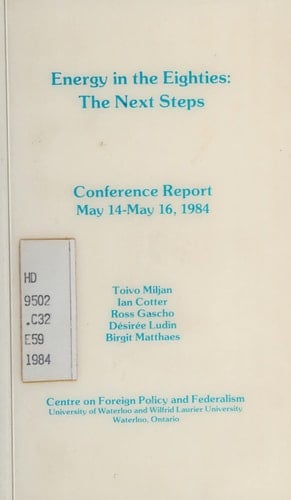 Energy in the Eighties:
The Next Steps
Conference Report
May 14-May 16, 1984
HD
9502
.C32
E59
1984
Toivo Miljan
Ian Cotter
Ross Gascho
Désirée Ludin
Birgit Matthaes
Centre on Foreign Policy and Federalism
University of Waterloo and Wilfrid Laurier University
Waterloo, Ontario